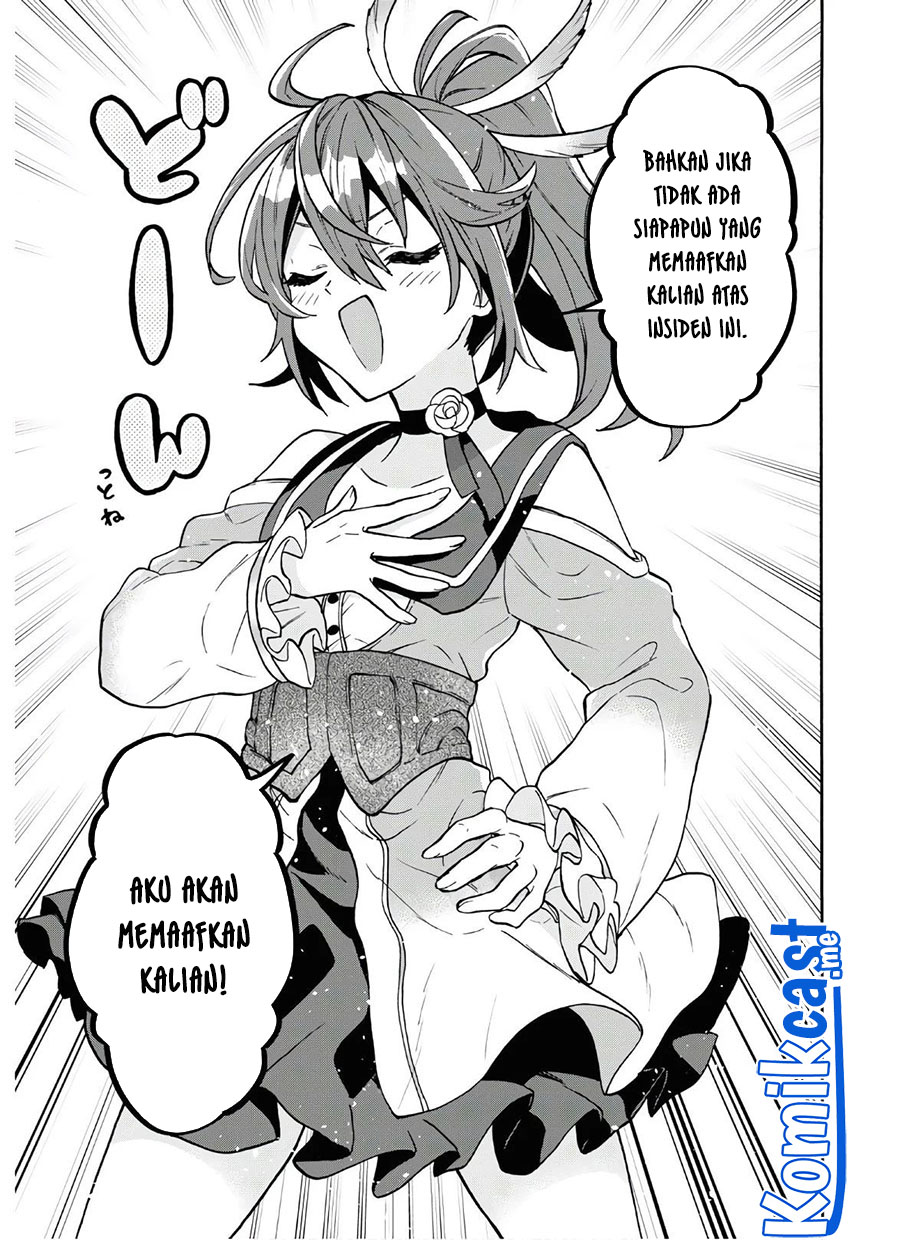 BAHKAN JIKA
TIDAK ADA
SIAPAPUN YANG
MEMAAFKAN
KALIAN ATAS
INSIDEN INI.
どーん
っとね
AKU AKAN
MEMAAFKAN
KALIAN!
Komikcast
.me